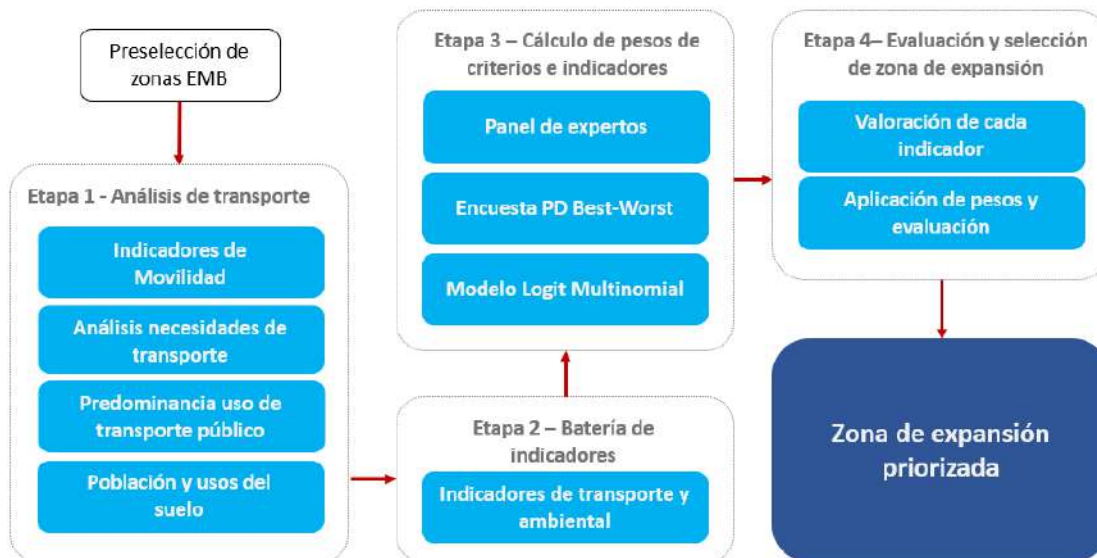 Preselección de
zonas EMB
Etapa 1 - Análisis de transporte
Indicadores de
Movilidad
Análisis necesidades de
transporte
Predominancia uso de
transporte público
Población y usos del
suelo
Etapa 2 – Batería de
indicadores
Indicadores de transporte y
ambiental
Etapa 3 – Cálculo de pesos de
criterios e indicadores
Panel de expertos
Encuesta PD Best-Worst
Modelo Logit Multinomial
Etapa 4– Evaluación y selección
de zona de expansión
Valoración de cada
indicador
Aplicación de pesos y
evaluación
Zona de expansión
priorizada